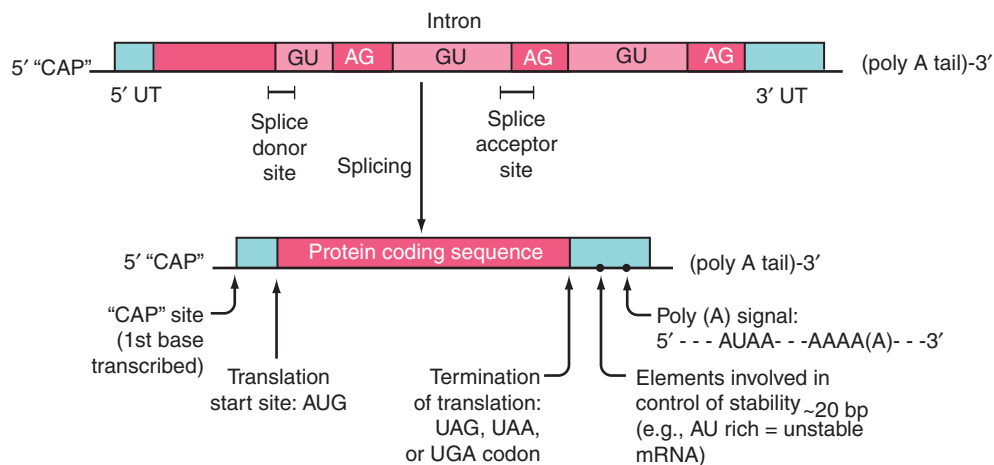 Intron
5′ “CAP” GU AG GU AG GU AG (poly A tail)-3′
5′ UT 3′ UT
Splice
donor
site
Splicing
Splice
acceptor
site
5′ “CAP” Protein coding sequence (poly A tail)-3′
“CAP” site
(1st base
transcribed)
Translation
start site: AUG
Termination
of translation:
UAG, UAA,
or UGA codon
Poly (A) signal:
5′ - - - AUAA- - -AAAA(A)- - -3′
Elements involved in
control of stability ~20 bp
(e.g., AU rich = unstable
mRNA)